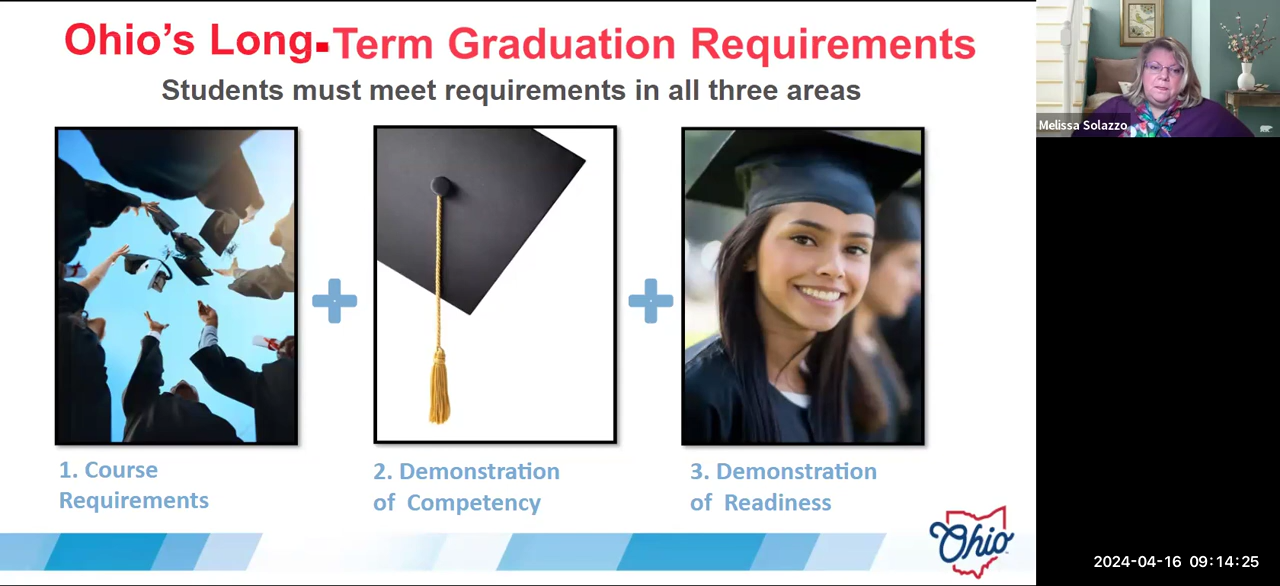 Ohio's Long-Term Graduation Requirements
Students must meet requirements in all three areas
Melissa Solazzo
1. Course
Requirements
2. Demonstration
of Competency
3. Demonstration
of Readiness
Ohio
2024-04-16 09:14:25